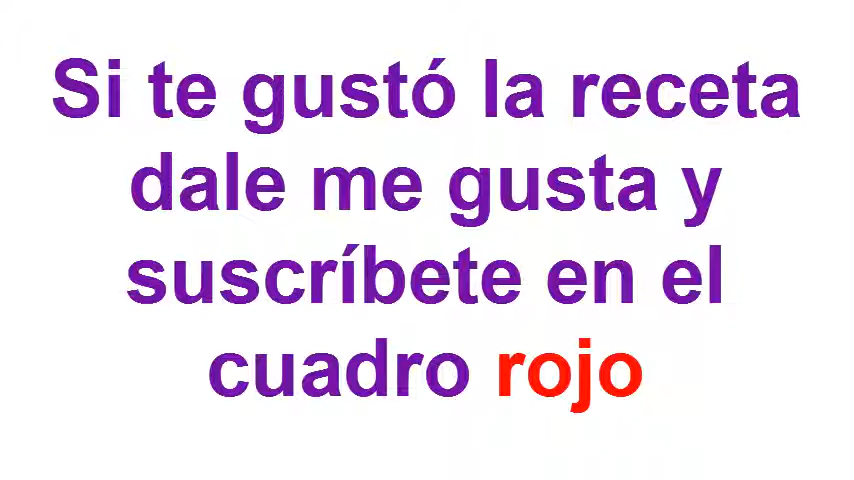 Si te gustó la receta
dale me gusta y
suscríbete en el
cuadro rojo